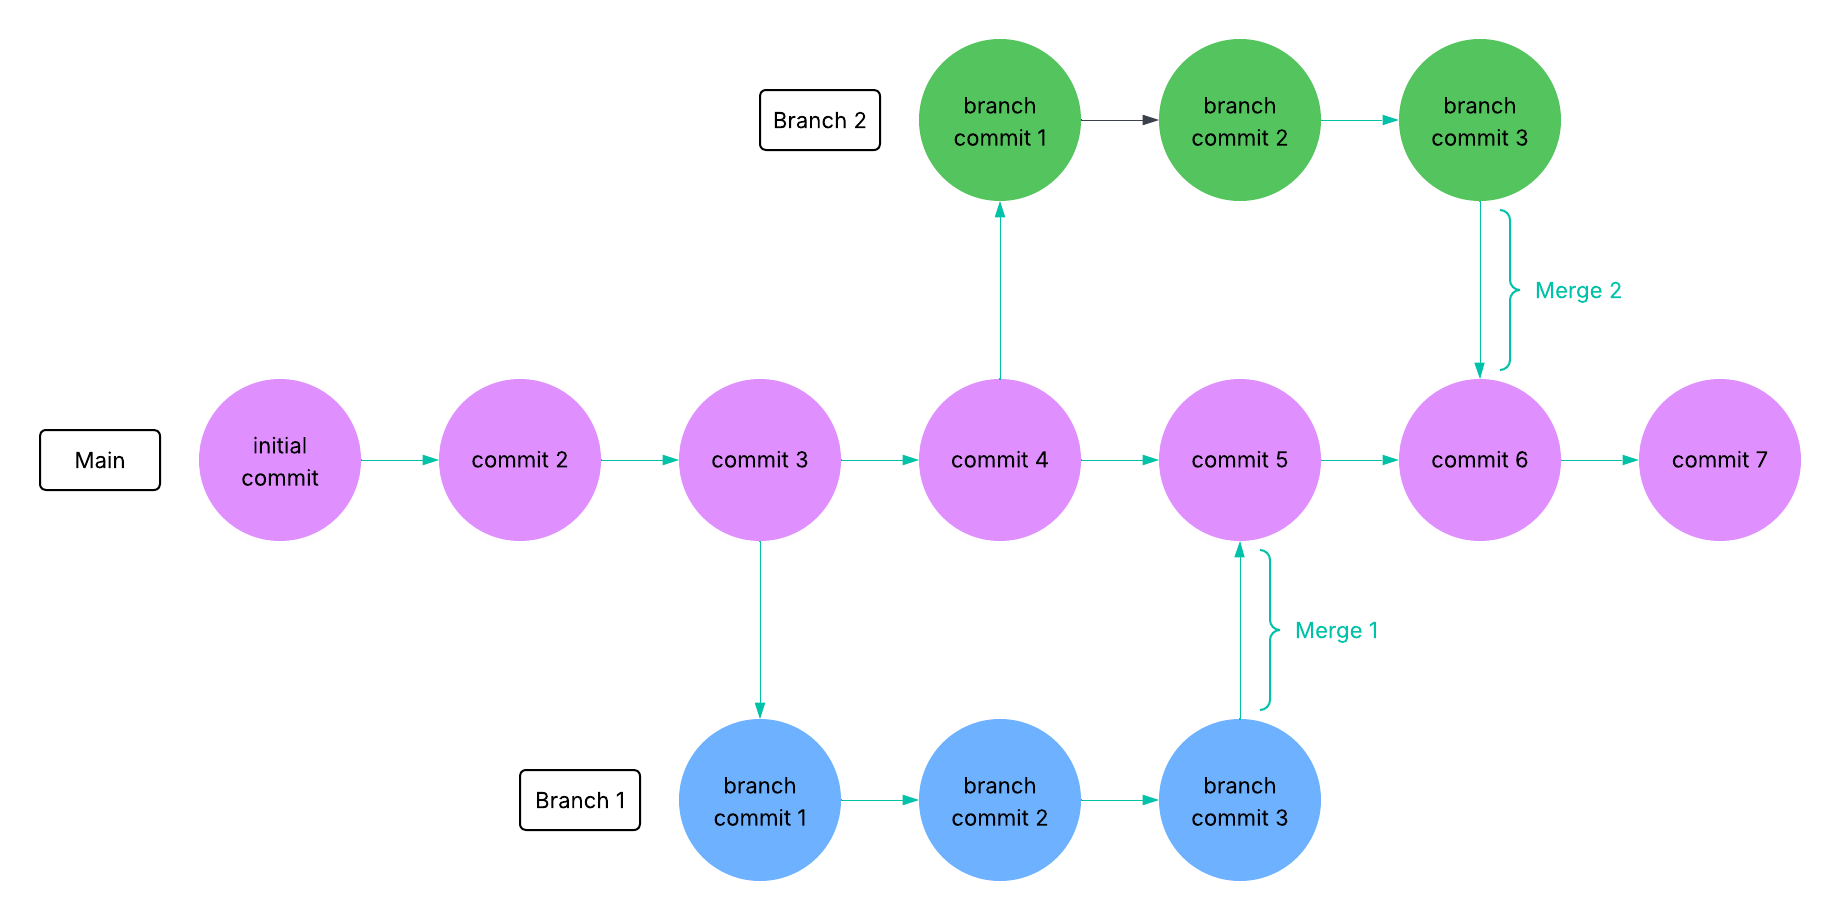 Branch 2
branch
commit 1
branch
commit 2
branch
commit 3
Merge 2
Main
initial
commit
commit 2
commit 3
commit 4
commit 5
commit 6
commit 7
Merge 1
Branch 1
branch
commit 1
branch
commit 2
branch
commit 3